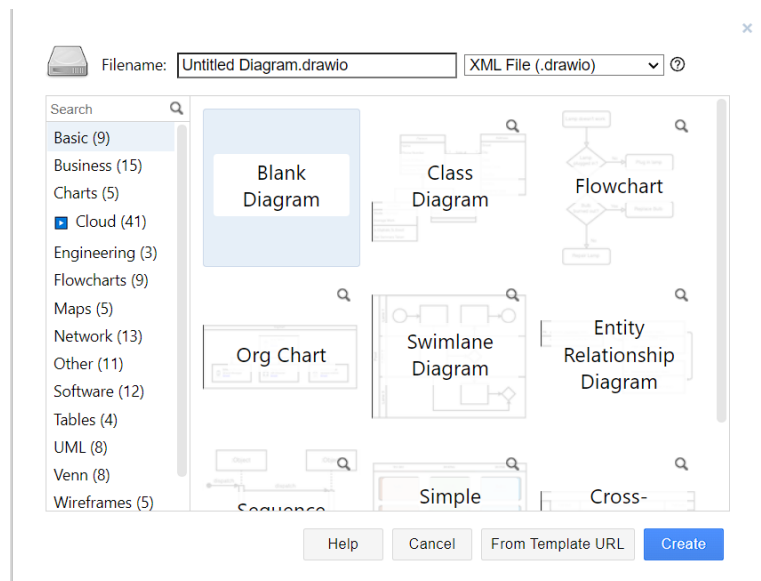 ×
Filename: Untitled Diagram.drawio XML File (.drawio) ?
Search
Basic (9)
Business (15)
Charts (5)
Cloud (41)
Engineering (3)
Flowcharts (9)
Maps (5)
Network (13)
Other (11)
Software (12)
Tables (4)
UML (8)
Venn (8)
Wireframes (5)
Blank
Diagram
Class
Diagram
Flowchart
Org Chart
Swimlane
Diagram
Entity
Relationship
Diagram
Sequence
Simple
Cross-
Help Cancel From Template URL Create